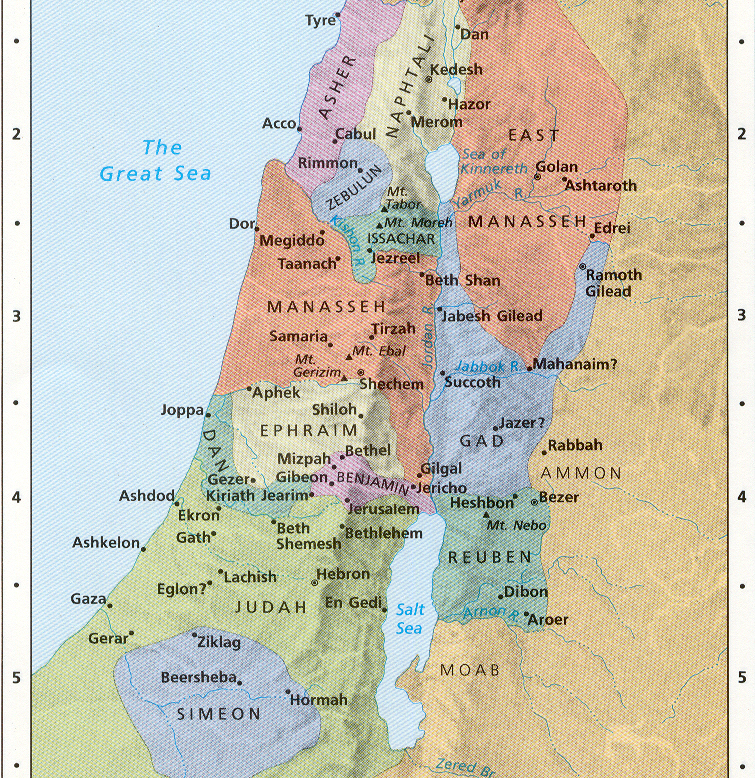 Tyre
Dan
ASHER
NAPHTALI
Kedesh
Hazor
Acco
Merom
2
Cabul
EAST
2
The
Great Sea
Rimmon
Sea of
Kinnereth
Golan
Ashtaroth
ZEBULUN
Mt.
Tabor
Yarmuk R.
Dor
Kishon R.
Mt. Moreh
MANASSEH
Edrei
Megiddo
ISSACHAR
Taanach
Jezreel
Beth Shan
Ramoth
Gilead
MANASSEH
3
Jabesh Gilead
3
Samaria
Tirzah
Jordan R.
Mt. Ebal
Mt.
Gerizim
Shechem
Jabbok R.
Mahanaim?
Succoth
Aphek
Joppa
Shiloh
EPHRAIM
Jazer?
DAN
GAD
Rabbah
Mizpah
Bethel
Gilgal
AMMON
Gezer
Gibeon
BENJAMIN
Jericho
Ashdod
Kiriath Jearim
4
Heshbon
Bezer
4
Ekron
Jerusalem
Mt. Nebo
Gath
Beth
Shemesh
Bethlehem
Ashkelon
REUBEN
Lachish
Hebron
Eglon?
Dibon
Gaza
JUDAH
En Gedi
Salt
Sea
Arnon R.
Aroer
Gerar
Ziklag
MOAB
Beersheba
5
5
Hormah
SIMEON
Zered Br.